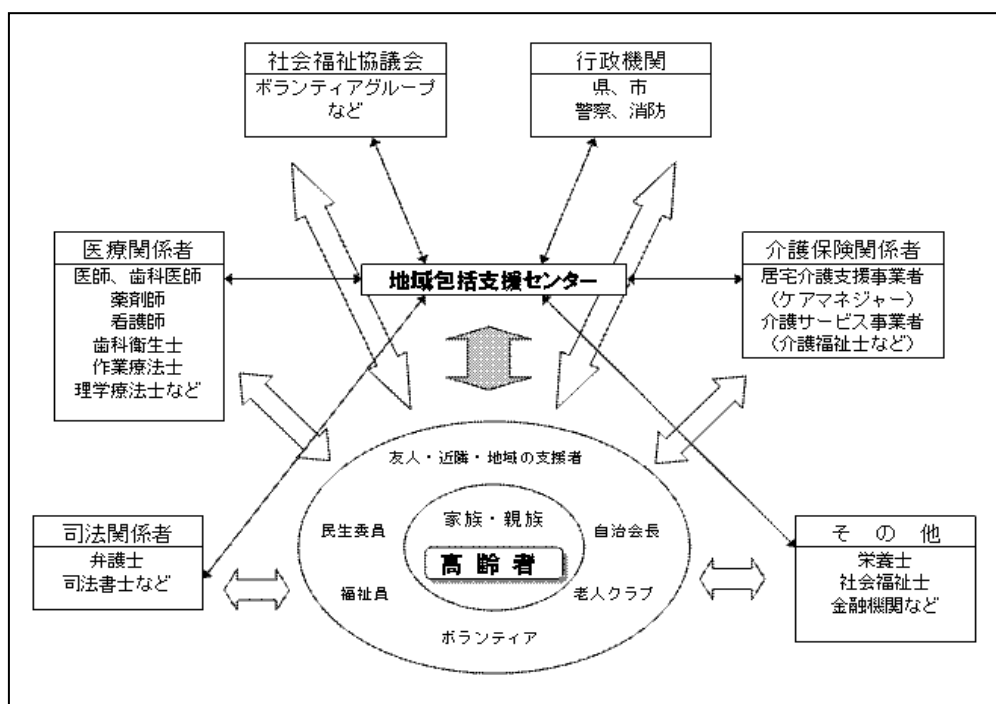 社会福祉協議会
ボランティアグループ
など
行政機関
県、市
警察、消防
医療関係者
医師、歯科医師
薬剤師
看護師
歯科衛生士
作業療法士
理学療法士など
地域包括支援センター
介護保険関係者
居宅介護支援事業者
(ケアマネジャー)
介護サービス事業者
(介護福祉士など)
友人・近隣・地域の支援者
民生委員
家族・親族
自治会長
高齢者
福祉員
老人クラブ
ボランティア
司法関係者
弁護士
司法書士など
その他
栄養士
社会福祉士
金融機関など